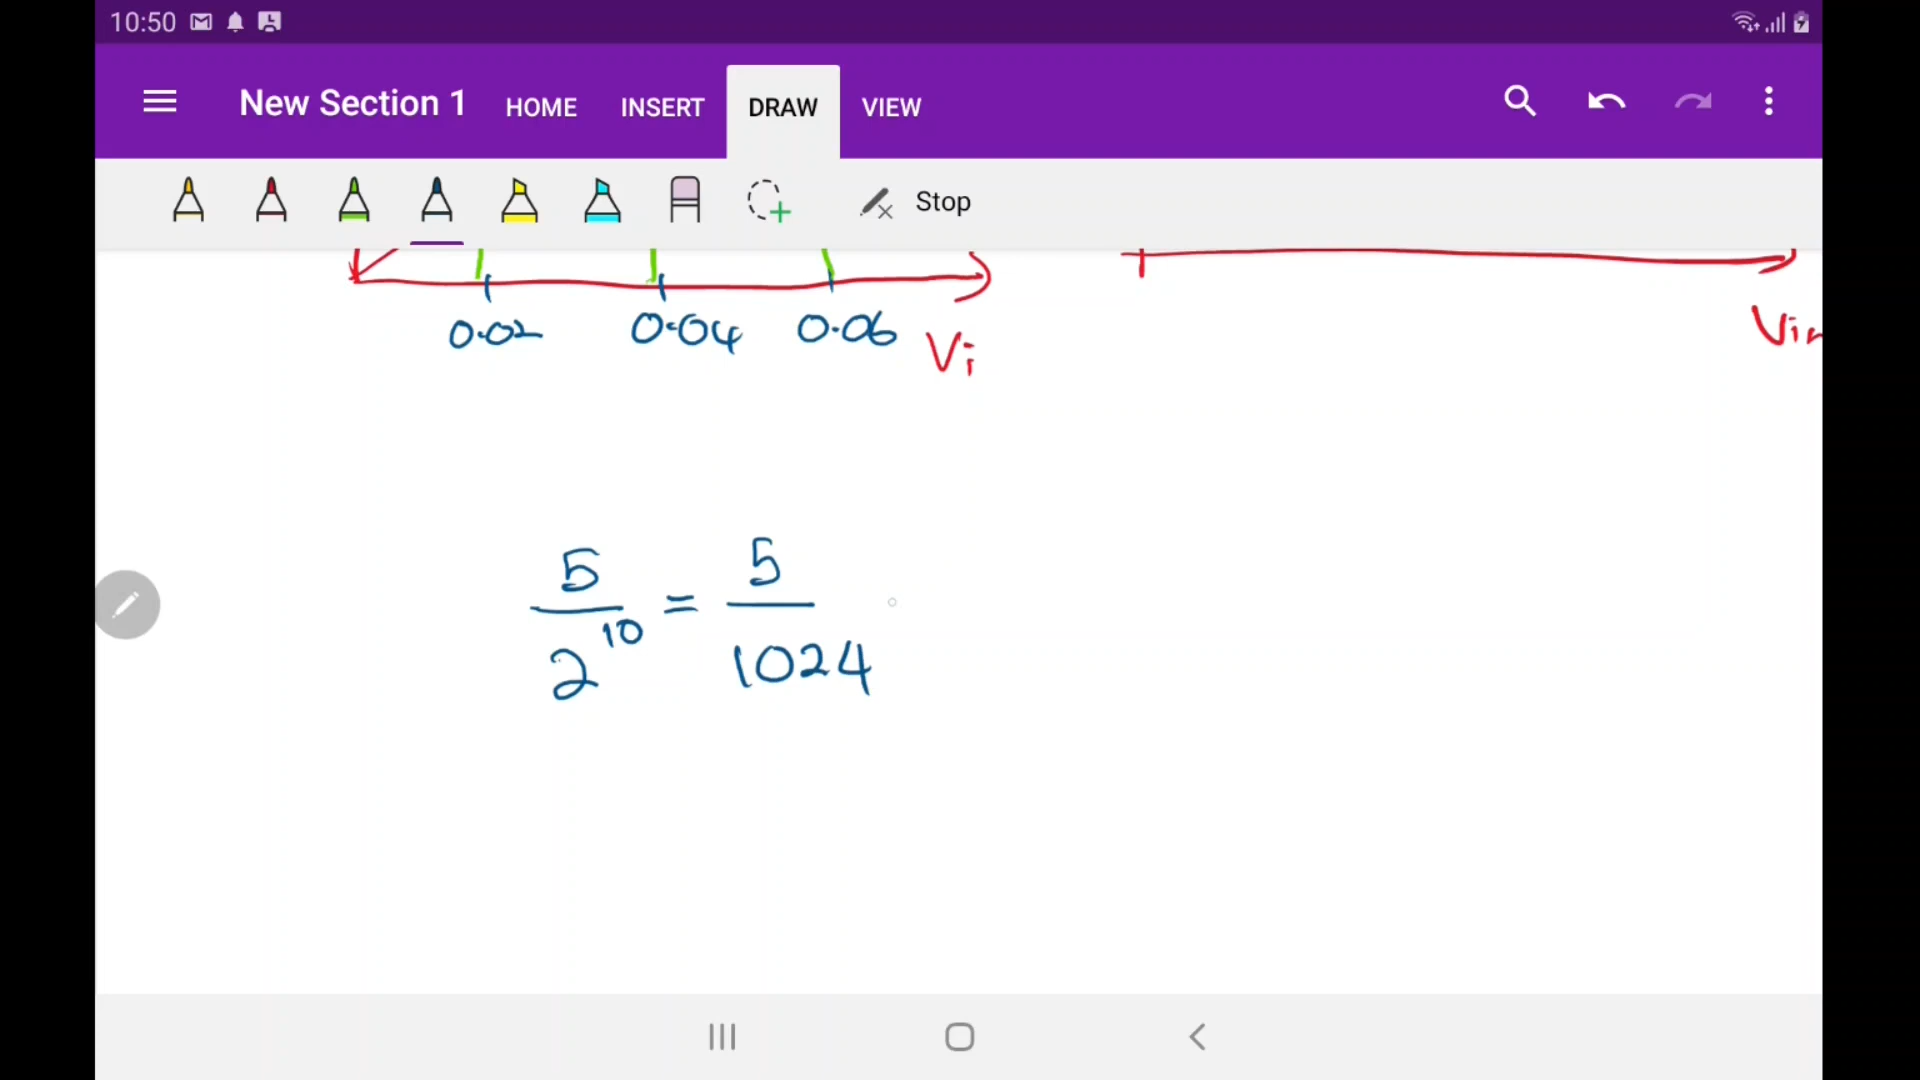 10:50
New Section 1 HOME INSERT DRAW VIEW
Stop
0.02 0.04 0.06 Vi
5/2^10 = 5/1024